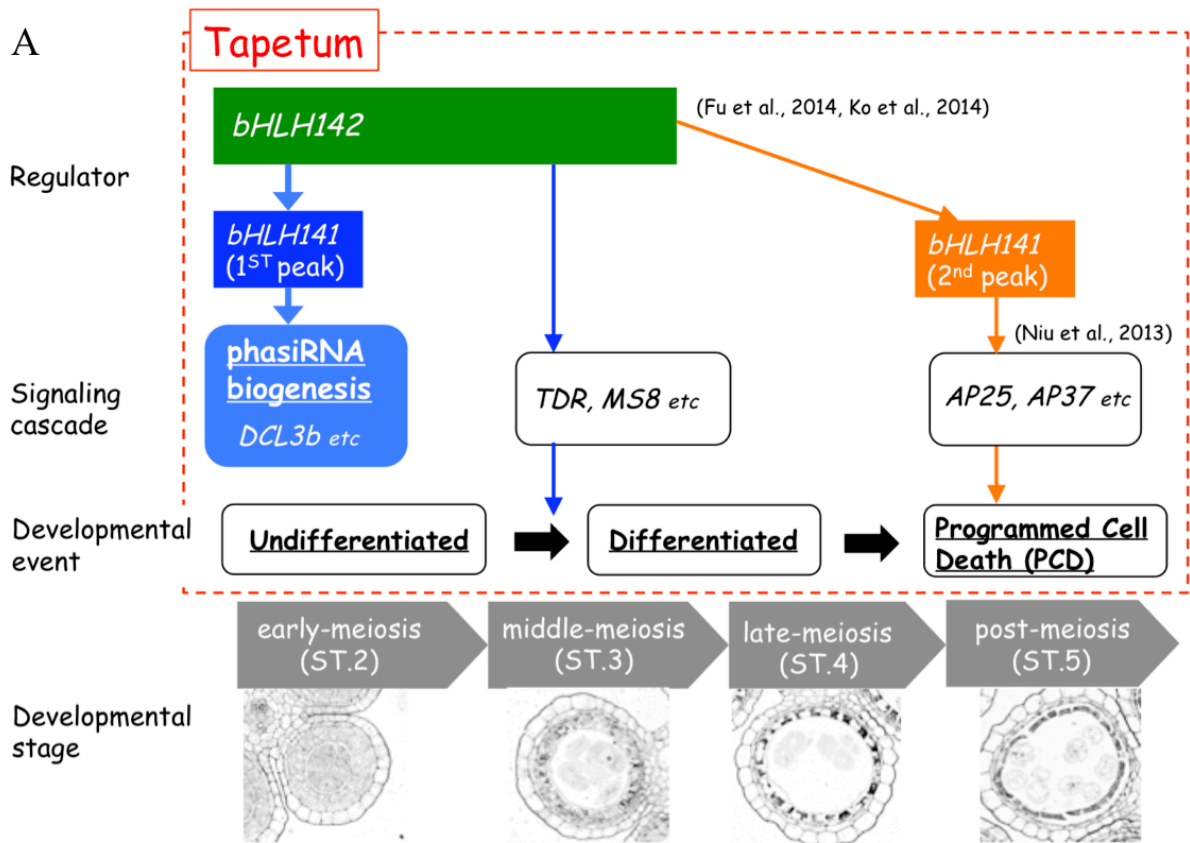 A
Tapetum
bHLH142
(Fu et al., 2014, Ko et al., 2014)
Regulator
bHLH141
(1ST peak)
bHLH141
(2nd peak)
(Niu et al., 2013)
Signaling
cascade
phasiRNA
biogenesis
DCL3b etc
TDR, MS8 etc
AP25, AP37 etc
Developmental
event
Undifferentiated
Differentiated
Programmed Cell
Death (PCD)
early-meiosis
(ST.2)
middle-meiosis
(ST.3)
late-meiosis
(ST.4)
post-meiosis
(ST.5)
Developmental
stage